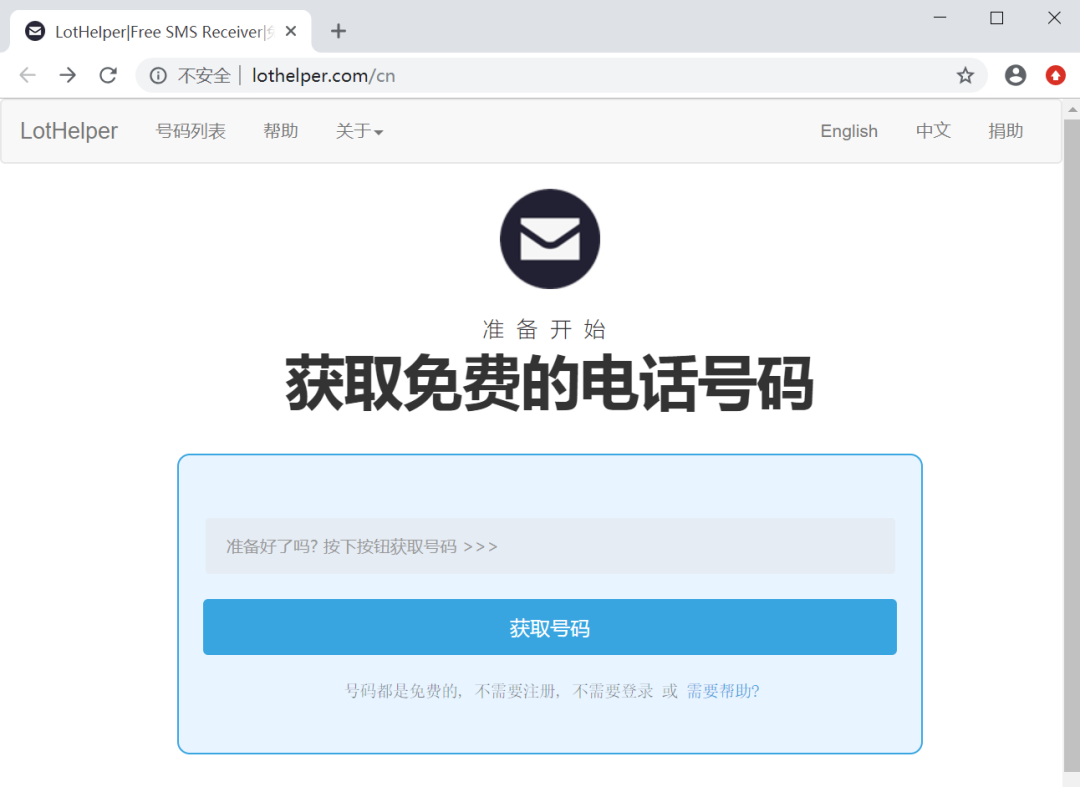 LotHelper|Free SMS Receiver|
不安全 | lothelper.com/cn
LotHelper 号码列表 帮助 关于 English 中文 捐助
准备开始
获取免费的电话号码
准备好了吗? 按下按钮获取号码 >>>
获取号码
号码都是免费的, 不需要注册, 不需要登录 或 需要帮助?